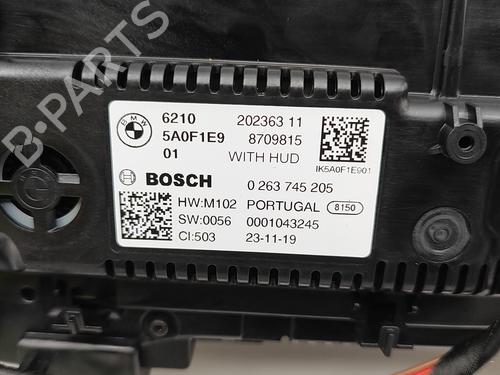 B-PARTS
BMW
6210 202363 11
5A0F1E9 8709815
01 WITH HUD
IK5A0F1E901
BOSCH 0 263 745 205
HW:M102 PORTUGAL 8150
SW:0056 0001043245
CI:503 23-11-19